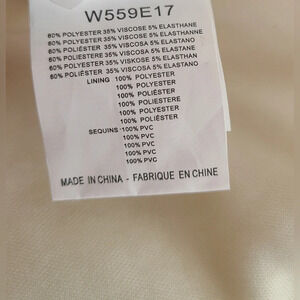 W559E17
60% POLYESTER 35% VISCOSE 5% ELASTHANE
60% POLYESTER 35% VISCOSE 5% ELASTHANNE
60% POLIÉSTER 35% VISCOSA 5% ELASTANO
60% POLIESTERE 35% VISCOSA 5% ELASTAN
60% POLYESTER 35% VISKOSE 5% ELASTHAN
60% POLIÉSTER 35% VISCOSA 5% ELASTANO
LINING 100% POLYESTER
100% POLYESTER
100% POLIÉSTER
100% POLIESTERE
100% POLYESTER
100% POLIÉSTER
SEQUINS 100% PVC
100% PVC
100% PVC
100% PVC
100% PVC
MADE IN CHINA - FABRIQUE EN CHINE